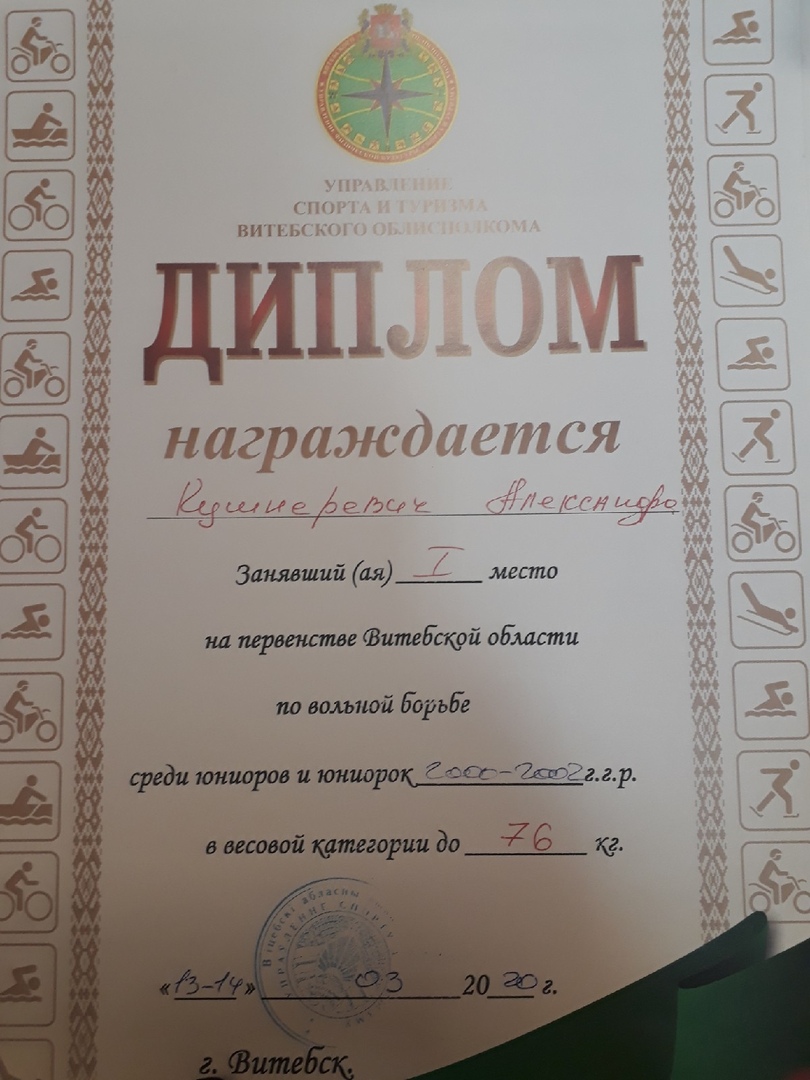 УПРАВЛЕНИЕ
СПОРТА И ТУРИЗМА
ВИТЕБСКОГО ОБЛИСПОЛКОМА
ДИПЛОМ
награждается
Кушнеревич Александра
Занявший (ая) I место
на первенстве Витебской области
по вольной борьбе
среди юниоров и юниорок 2000-2002 г.г.р.
в весовой категории до 76 кг.
«13-14» 03 2020 г.
г. Витебск.